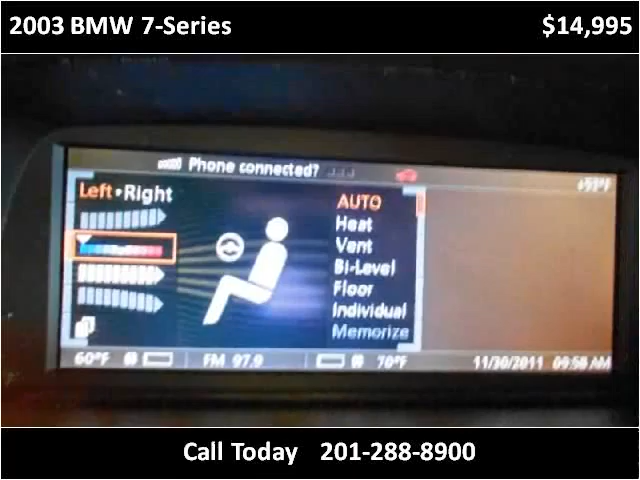 2003 BMW 7-Series $14,995
Phone connected?
+59°F
Left • Right
AUTO
Heat
Vent
Bi-Level
Floor
Individual
Memorize
60°F FM 97.9 70°F 11/30/2011 09:58 AM
Call Today 201-288-8900